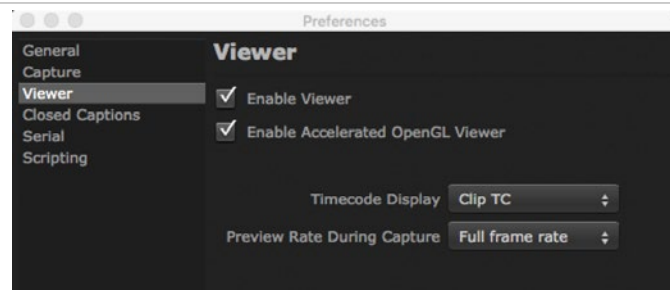 Preferences
General
Capture
Viewer
Closed Captions
Serial
Scripting
Viewer
Enable Viewer
Enable Accelerated OpenGL Viewer
Timecode Display Clip TC
Preview Rate During Capture Full frame rate